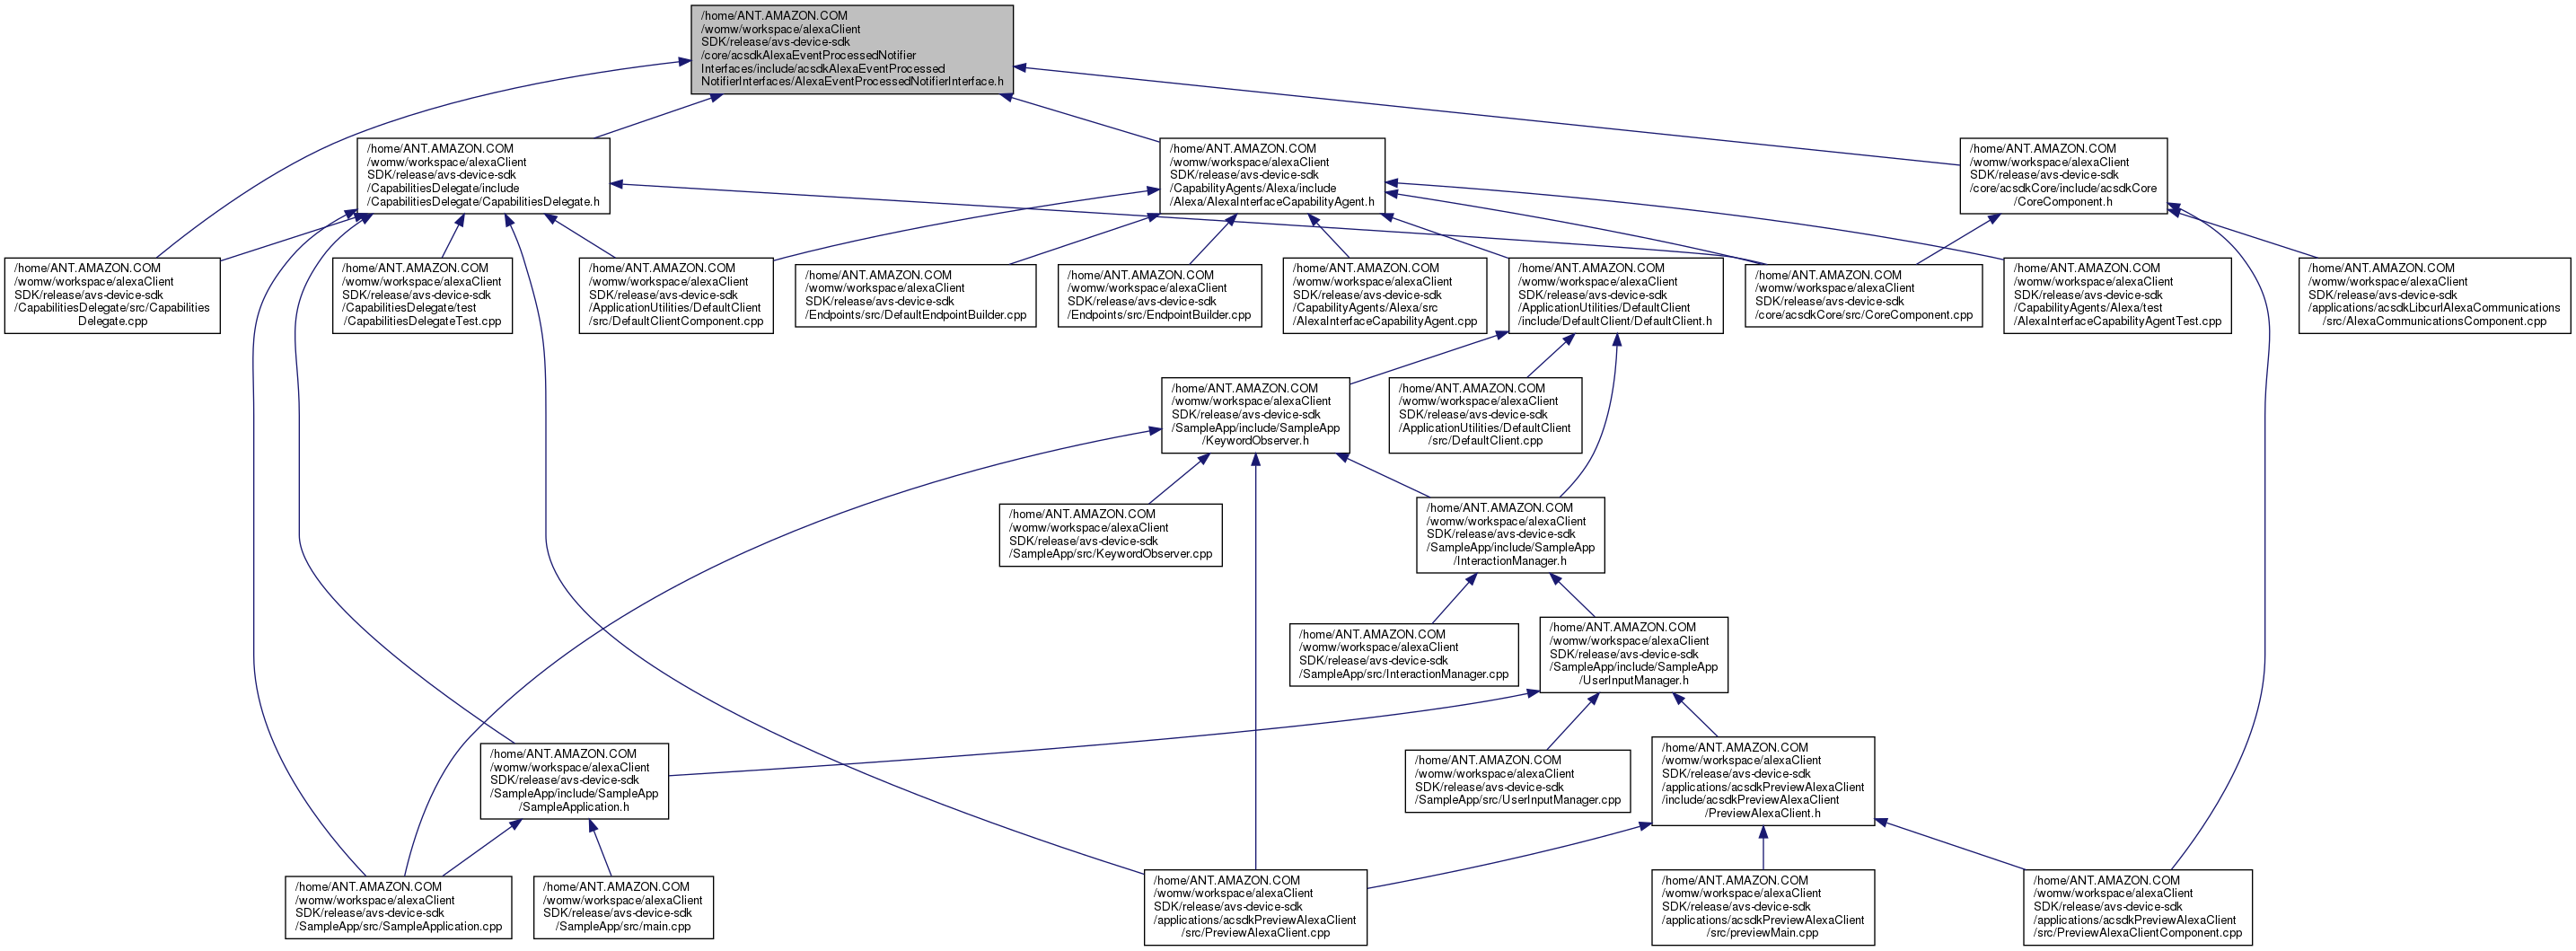 /home/ANT.AMAZON.COM
/womw/workspace/alexaClient
SDK/release/avs-device-sdk
/core/acsdkAlexaEventProcessedNotifier
Interfaces/include/acsdkAlexaEventProcessed
NotifierInterfaces/AlexaEventProcessedNotifierInterface.h
/home/ANT.AMAZON.COM
/womw/workspace/alexaClient
SDK/release/avs-device-sdk
/CapabilitiesDelegate/include
/CapabilitiesDelegate/CapabilitiesDelegate.h
/home/ANT.AMAZON.COM
/womw/workspace/alexaClient
SDK/release/avs-device-sdk
/CapabilityAgents/Alexa/include
/Alexa/AlexaInterfaceCapabilityAgent.h
/home/ANT.AMAZON.COM
/womw/workspace/alexaClient
SDK/release/avs-device-sdk
/core/acsdkCore/include/acsdkCore
/CoreComponent.h
/home/ANT.AMAZON.COM
/womw/workspace/alexaClient
SDK/release/avs-device-sdk
/CapabilitiesDelegate/src/Capabilities
Delegate.cpp
/home/ANT.AMAZON.COM
/womw/workspace/alexaClient
SDK/release/avs-device-sdk
/CapabilitiesDelegate/test
/CapabilitiesDelegateTest.cpp
/home/ANT.AMAZON.COM
/womw/workspace/alexaClient
SDK/release/avs-device-sdk
/ApplicationUtilities/DefaultClient
/src/DefaultClientComponent.cpp
/home/ANT.AMAZON.COM
/womw/workspace/alexaClient
SDK/release/avs-device-sdk
/Endpoints/src/DefaultEndpointBuilder.cpp
/home/ANT.AMAZON.COM
/womw/workspace/alexaClient
SDK/release/avs-device-sdk
/Endpoints/src/EndpointBuilder.cpp
/home/ANT.AMAZON.COM
/womw/workspace/alexaClient
SDK/release/avs-device-sdk
/CapabilityAgents/Alexa/src
/AlexaInterfaceCapabilityAgent.cpp
/home/ANT.AMAZON.COM
/womw/workspace/alexaClient
SDK/release/avs-device-sdk
/ApplicationUtilities/DefaultClient
/include/DefaultClient/DefaultClient.h
/home/ANT.AMAZON.COM
/womw/workspace/alexaClient
SDK/release/avs-device-sdk
/core/acsdkCore/src/CoreComponent.cpp
/home/ANT.AMAZON.COM
/womw/workspace/alexaClient
SDK/release/avs-device-sdk
/CapabilityAgents/Alexa/test
/AlexaInterfaceCapabilityAgentTest.cpp
/home/ANT.AMAZON.COM
/womw/workspace/alexaClient
SDK/release/avs-device-sdk
/applications/acsdkLibcurlAlexaCommunications
/src/AlexaCommunicationsComponent.cpp
/home/ANT.AMAZON.COM
/womw/workspace/alexaClient
SDK/release/avs-device-sdk
/SampleApp/include/SampleApp
/KeywordObserver.h
/home/ANT.AMAZON.COM
/womw/workspace/alexaClient
SDK/release/avs-device-sdk
/ApplicationUtilities/DefaultClient
/src/DefaultClient.cpp
/home/ANT.AMAZON.COM
/womw/workspace/alexaClient
SDK/release/avs-device-sdk
/SampleApp/src/KeywordObserver.cpp
/home/ANT.AMAZON.COM
/womw/workspace/alexaClient
SDK/release/avs-device-sdk
/SampleApp/include/SampleApp
/InteractionManager.h
/home/ANT.AMAZON.COM
/womw/workspace/alexaClient
SDK/release/avs-device-sdk
/SampleApp/src/InteractionManager.cpp
/home/ANT.AMAZON.COM
/womw/workspace/alexaClient
SDK/release/avs-device-sdk
/SampleApp/include/SampleApp
/UserInputManager.h
/home/ANT.AMAZON.COM
/womw/workspace/alexaClient
SDK/release/avs-device-sdk
/SampleApp/include/SampleApp
/SampleApplication.h
/home/ANT.AMAZON.COM
/womw/workspace/alexaClient
SDK/release/avs-device-sdk
/SampleApp/src/UserInputManager.cpp
/home/ANT.AMAZON.COM
/womw/workspace/alexaClient
SDK/release/avs-device-sdk
/applications/acsdkPreviewAlexaClient
/include/acsdkPreviewAlexaClient
/PreviewAlexaClient.h
/home/ANT.AMAZON.COM
/womw/workspace/alexaClient
SDK/release/avs-device-sdk
/SampleApp/src/SampleApplication.cpp
/home/ANT.AMAZON.COM
/womw/workspace/alexaClient
SDK/release/avs-device-sdk
/SampleApp/src/main.cpp
/home/ANT.AMAZON.COM
/womw/workspace/alexaClient
SDK/release/avs-device-sdk
/applications/acsdkPreviewAlexaClient
/src/PreviewAlexaClient.cpp
/home/ANT.AMAZON.COM
/womw/workspace/alexaClient
SDK/release/avs-device-sdk
/applications/acsdkPreviewAlexaClient
/src/previewMain.cpp
/home/ANT.AMAZON.COM
/womw/workspace/alexaClient
SDK/release/avs-device-sdk
/applications/acsdkPreviewAlexaClient
/src/PreviewAlexaClientComponent.cpp